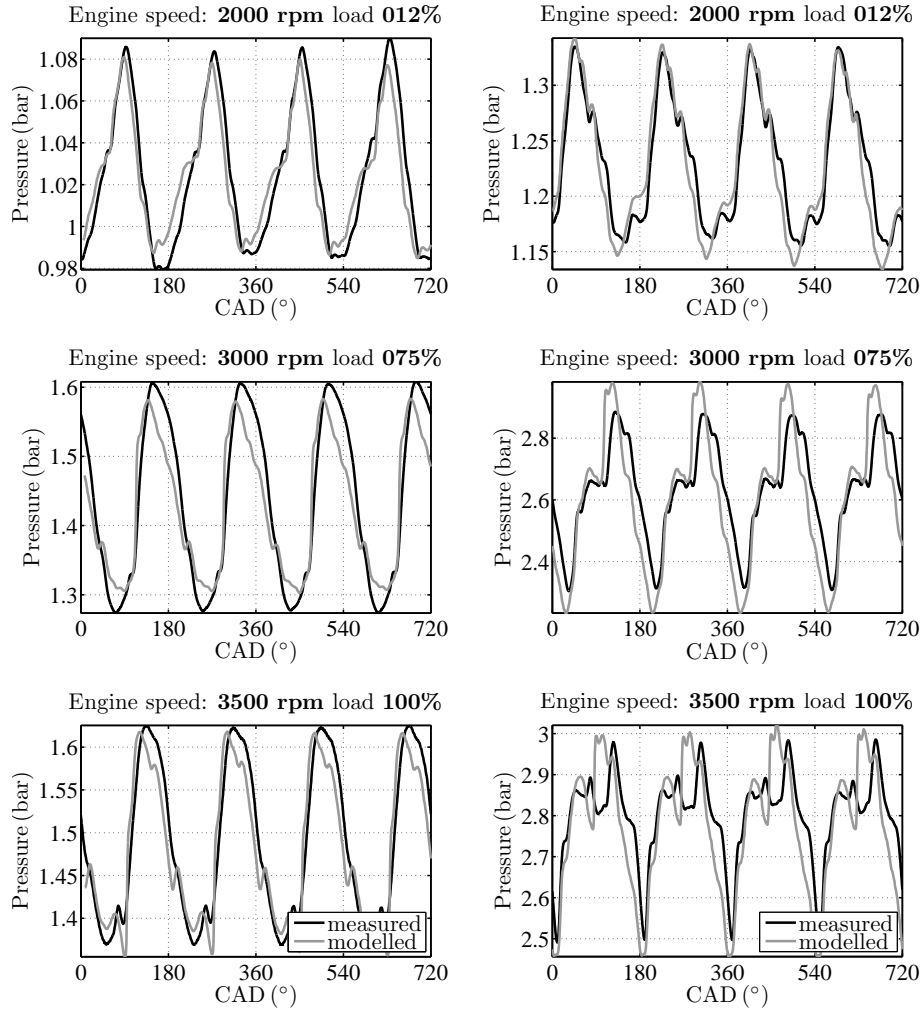 Engine speed: 2000 rpm load 012%
Pressure (bar)
1.08
1.06
1.04
1.02
1
0.98
0
180
360
540
720
CAD (°)
Engine speed: 2000 rpm load 012%
Pressure (bar)
1.3
1.25
1.2
1.15
0
180
360
540
720
CAD (°)
Engine speed: 3000 rpm load 075%
Pressure (bar)
1.6
1.5
1.4
1.3
0
180
360
540
720
CAD (°)
Engine speed: 3000 rpm load 075%
Pressure (bar)
2.8
2.6
2.4
0
180
360
540
720
CAD (°)
Engine speed: 3500 rpm load 100%
Pressure (bar)
1.6
1.55
1.5
1.45
1.4
0
180
360
540
720
CAD (°)
measured
modelled
Engine speed: 3500 rpm load 100%
Pressure (bar)
3
2.9
2.8
2.7
2.6
2.5
0
180
360
540
720
CAD (°)
measured
modelled